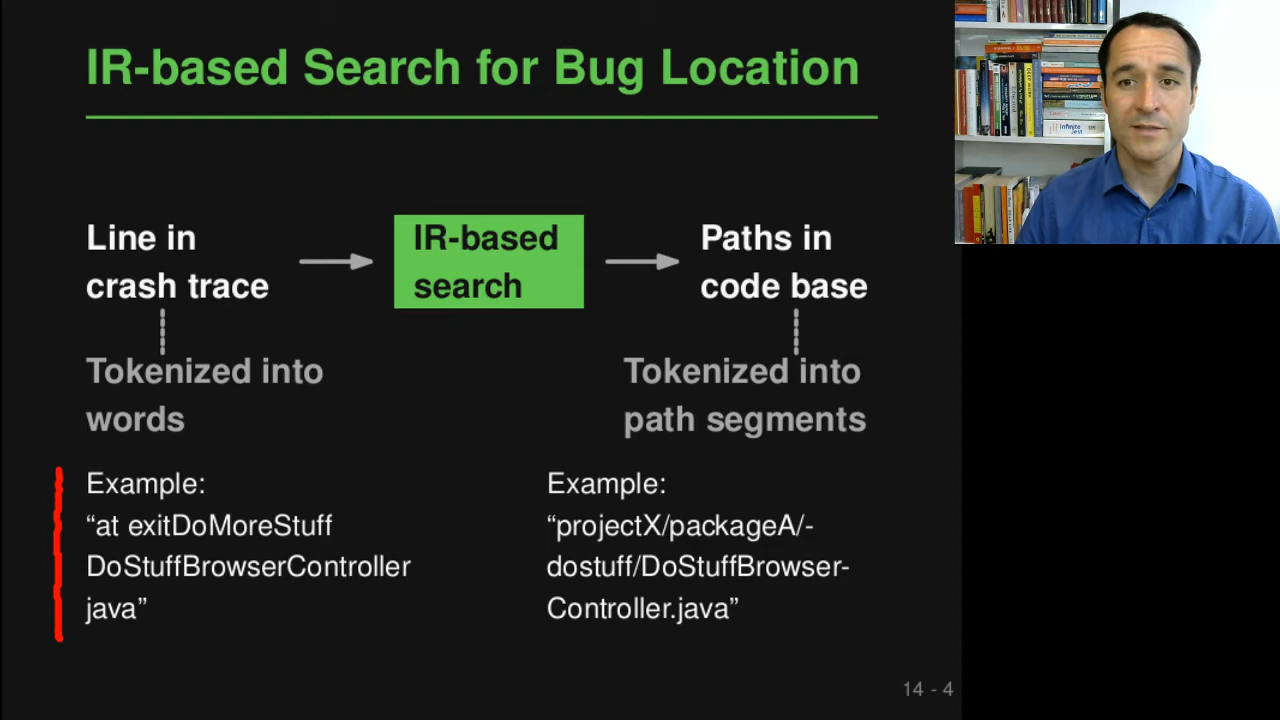 IR-based Search for Bug Location
Line in
crash trace
IR-based
search
Paths in
code base
Tokenized into
words
Tokenized into
path segments
Example:
“at exitDoMoreStuff
DoStuffBrowserController
java”
Example:
“projectX/packageA/-
dostuff/DoStuffBrowser-
Controller.java”
14 - 4
Infinite
Jest